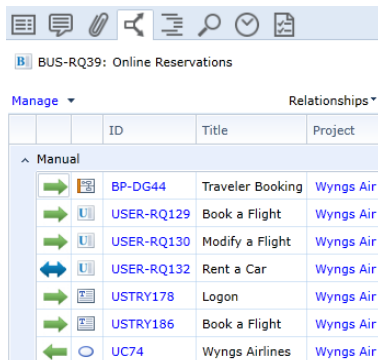 B BUS-RQ39: Online Reservations
Manage Relationships
ID Title Project
Manual
BP-DG44 Traveler Booking Wyngs Air
U USER-RQ129 Book a Flight Wyngs Air
U USER-RQ130 Modify a Flight Wyngs Air
U USER-RQ132 Rent a Car Wyngs Air
USTRY178 Logon Wyngs Air
USTRY186 Book a Flight Wyngs Air
UC74 Wyngs Airlines Wyngs Air